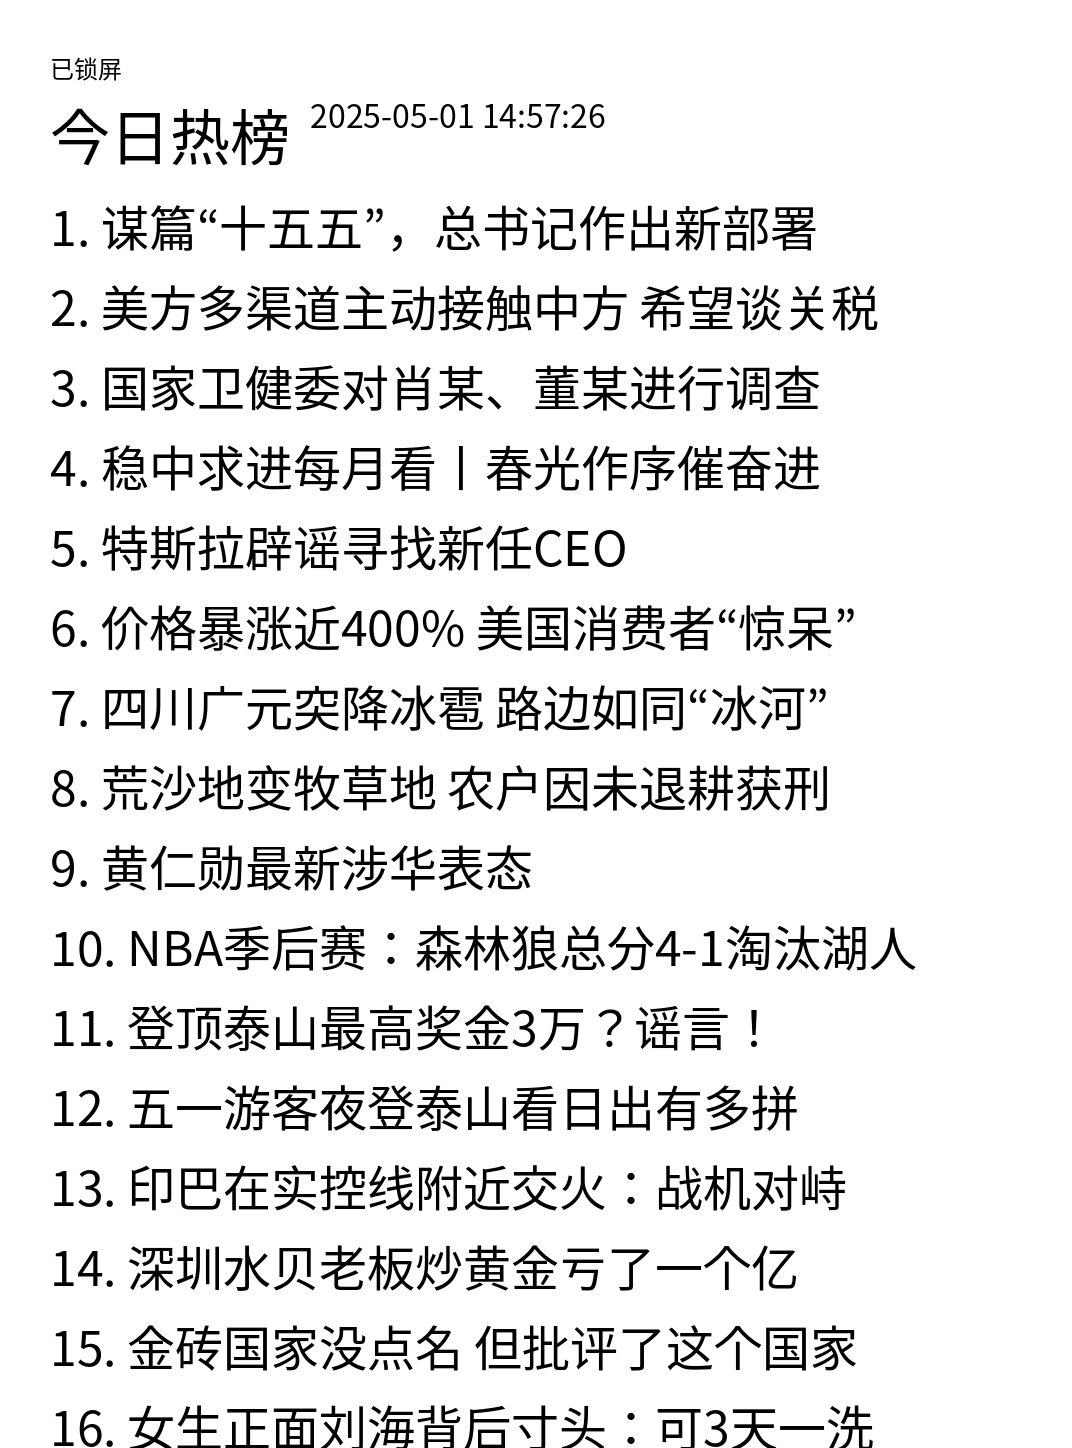 已锁屏
今日热榜 2025-05-01 14:57:26
1. 谋篇“十五五”，总书记作出新部署
2. 美方多渠道主动接触中方 希望谈关税
3. 国家卫健委对肖某、董某进行调查
4. 稳中求进每月看丨春光作序催奋进
5. 特斯拉辟谣寻找新任CEO
6. 价格暴涨近400% 美国消费者“惊呆”
7. 四川广元突降冰雹 路边如同“冰河”
8. 荒沙地变牧草地 农户因未退耕获刑
9. 黄仁勋最新涉华表态
10. NBA季后赛：森林狼总分4-1淘汰湖人
11. 登顶泰山最高奖金3万？谣言！
12. 五一游客夜登泰山看日出有多拼
13. 印巴在实控线附近交火：战机对峙
14. 深圳水贝老板炒黄金亏了一个亿
15. 金砖国家没点名 但批评了这个国家
16. 女生正面刘海背后寸头：可3天一洗